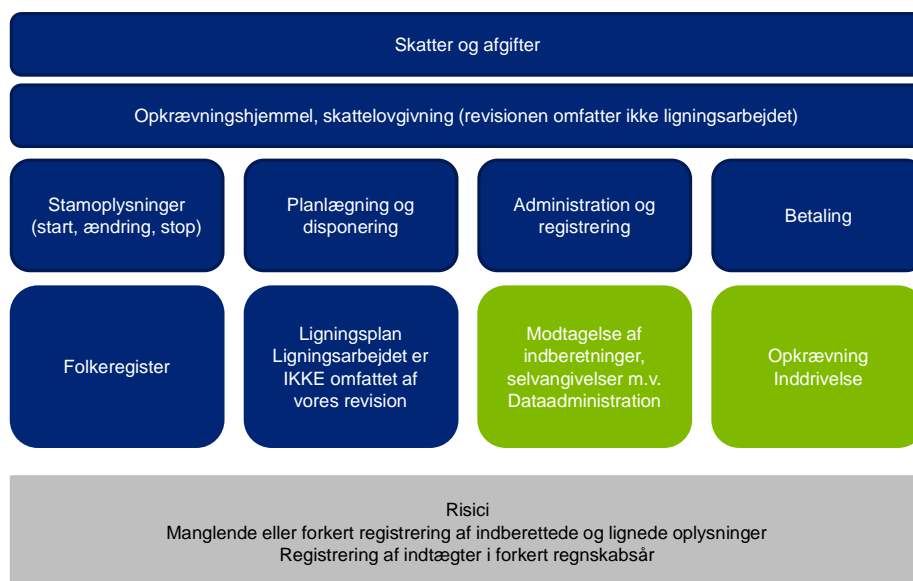 Skatter og afgifter
Opkrævningshjemmel, skattelovgivning (revisionen omfatter ikke ligningsarbejdet)
Stamoplysninger
(start, ændring, stop)
Planlægning og
disponering
Administration og
registrering
Betaling
Folkeregister
Ligningsplan
Ligningsarbejdet er
IKKE omfattet af
vores revision
Modtagelse af
indberetninger,
selvangivelser m.v.
Dataadministration
Opkrævning
Inddrivelse
Risici
Manglende eller forkert registrering af indberettede og lignede oplysninger
Registrering af indtægter i forkert regnskabsår